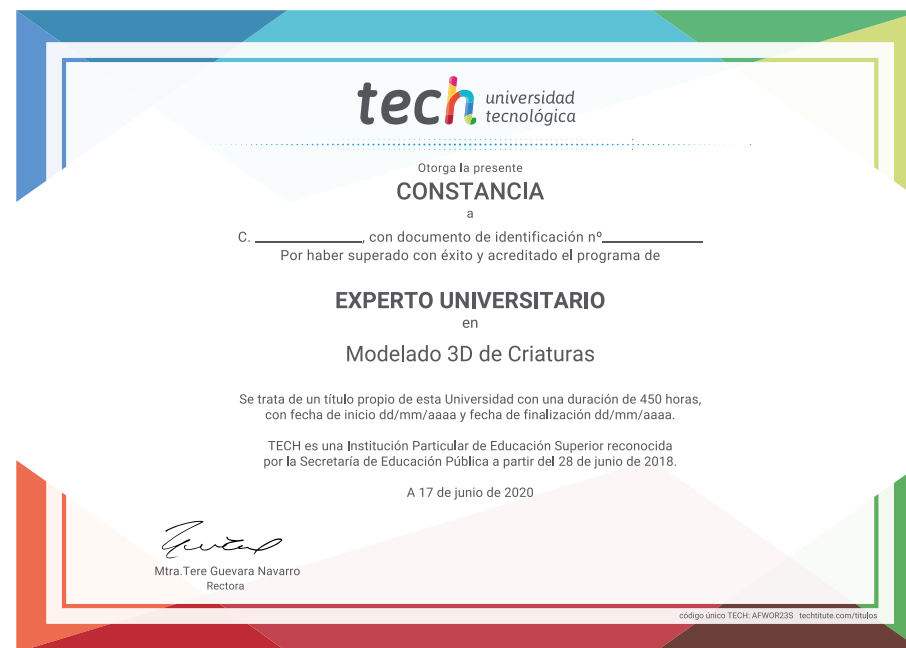 tech universidad
tecnológica
Otorga la presente
CONSTANCIA
a
C. ____________, con documento de identificación nº____________
Por haber superado con éxito y acreditado el programa de
EXPERTO UNIVERSITARIO
en
Modelado 3D de Criaturas
Se trata de un título propio de esta Universidad con una duración de 450 horas,
con fecha de inicio dd/mm/aaaa y fecha de finalización dd/mm/aaaa.
TECH es una Institución Particular de Educación Superior reconocida
por la Secretaría de Educación Pública a partir del 28 de junio de 2018.
A 17 de junio de 2020
Mtra.Tere Guevara Navarro
Rectora
código único TECH: AFWOR23S techtitute.com/titulos